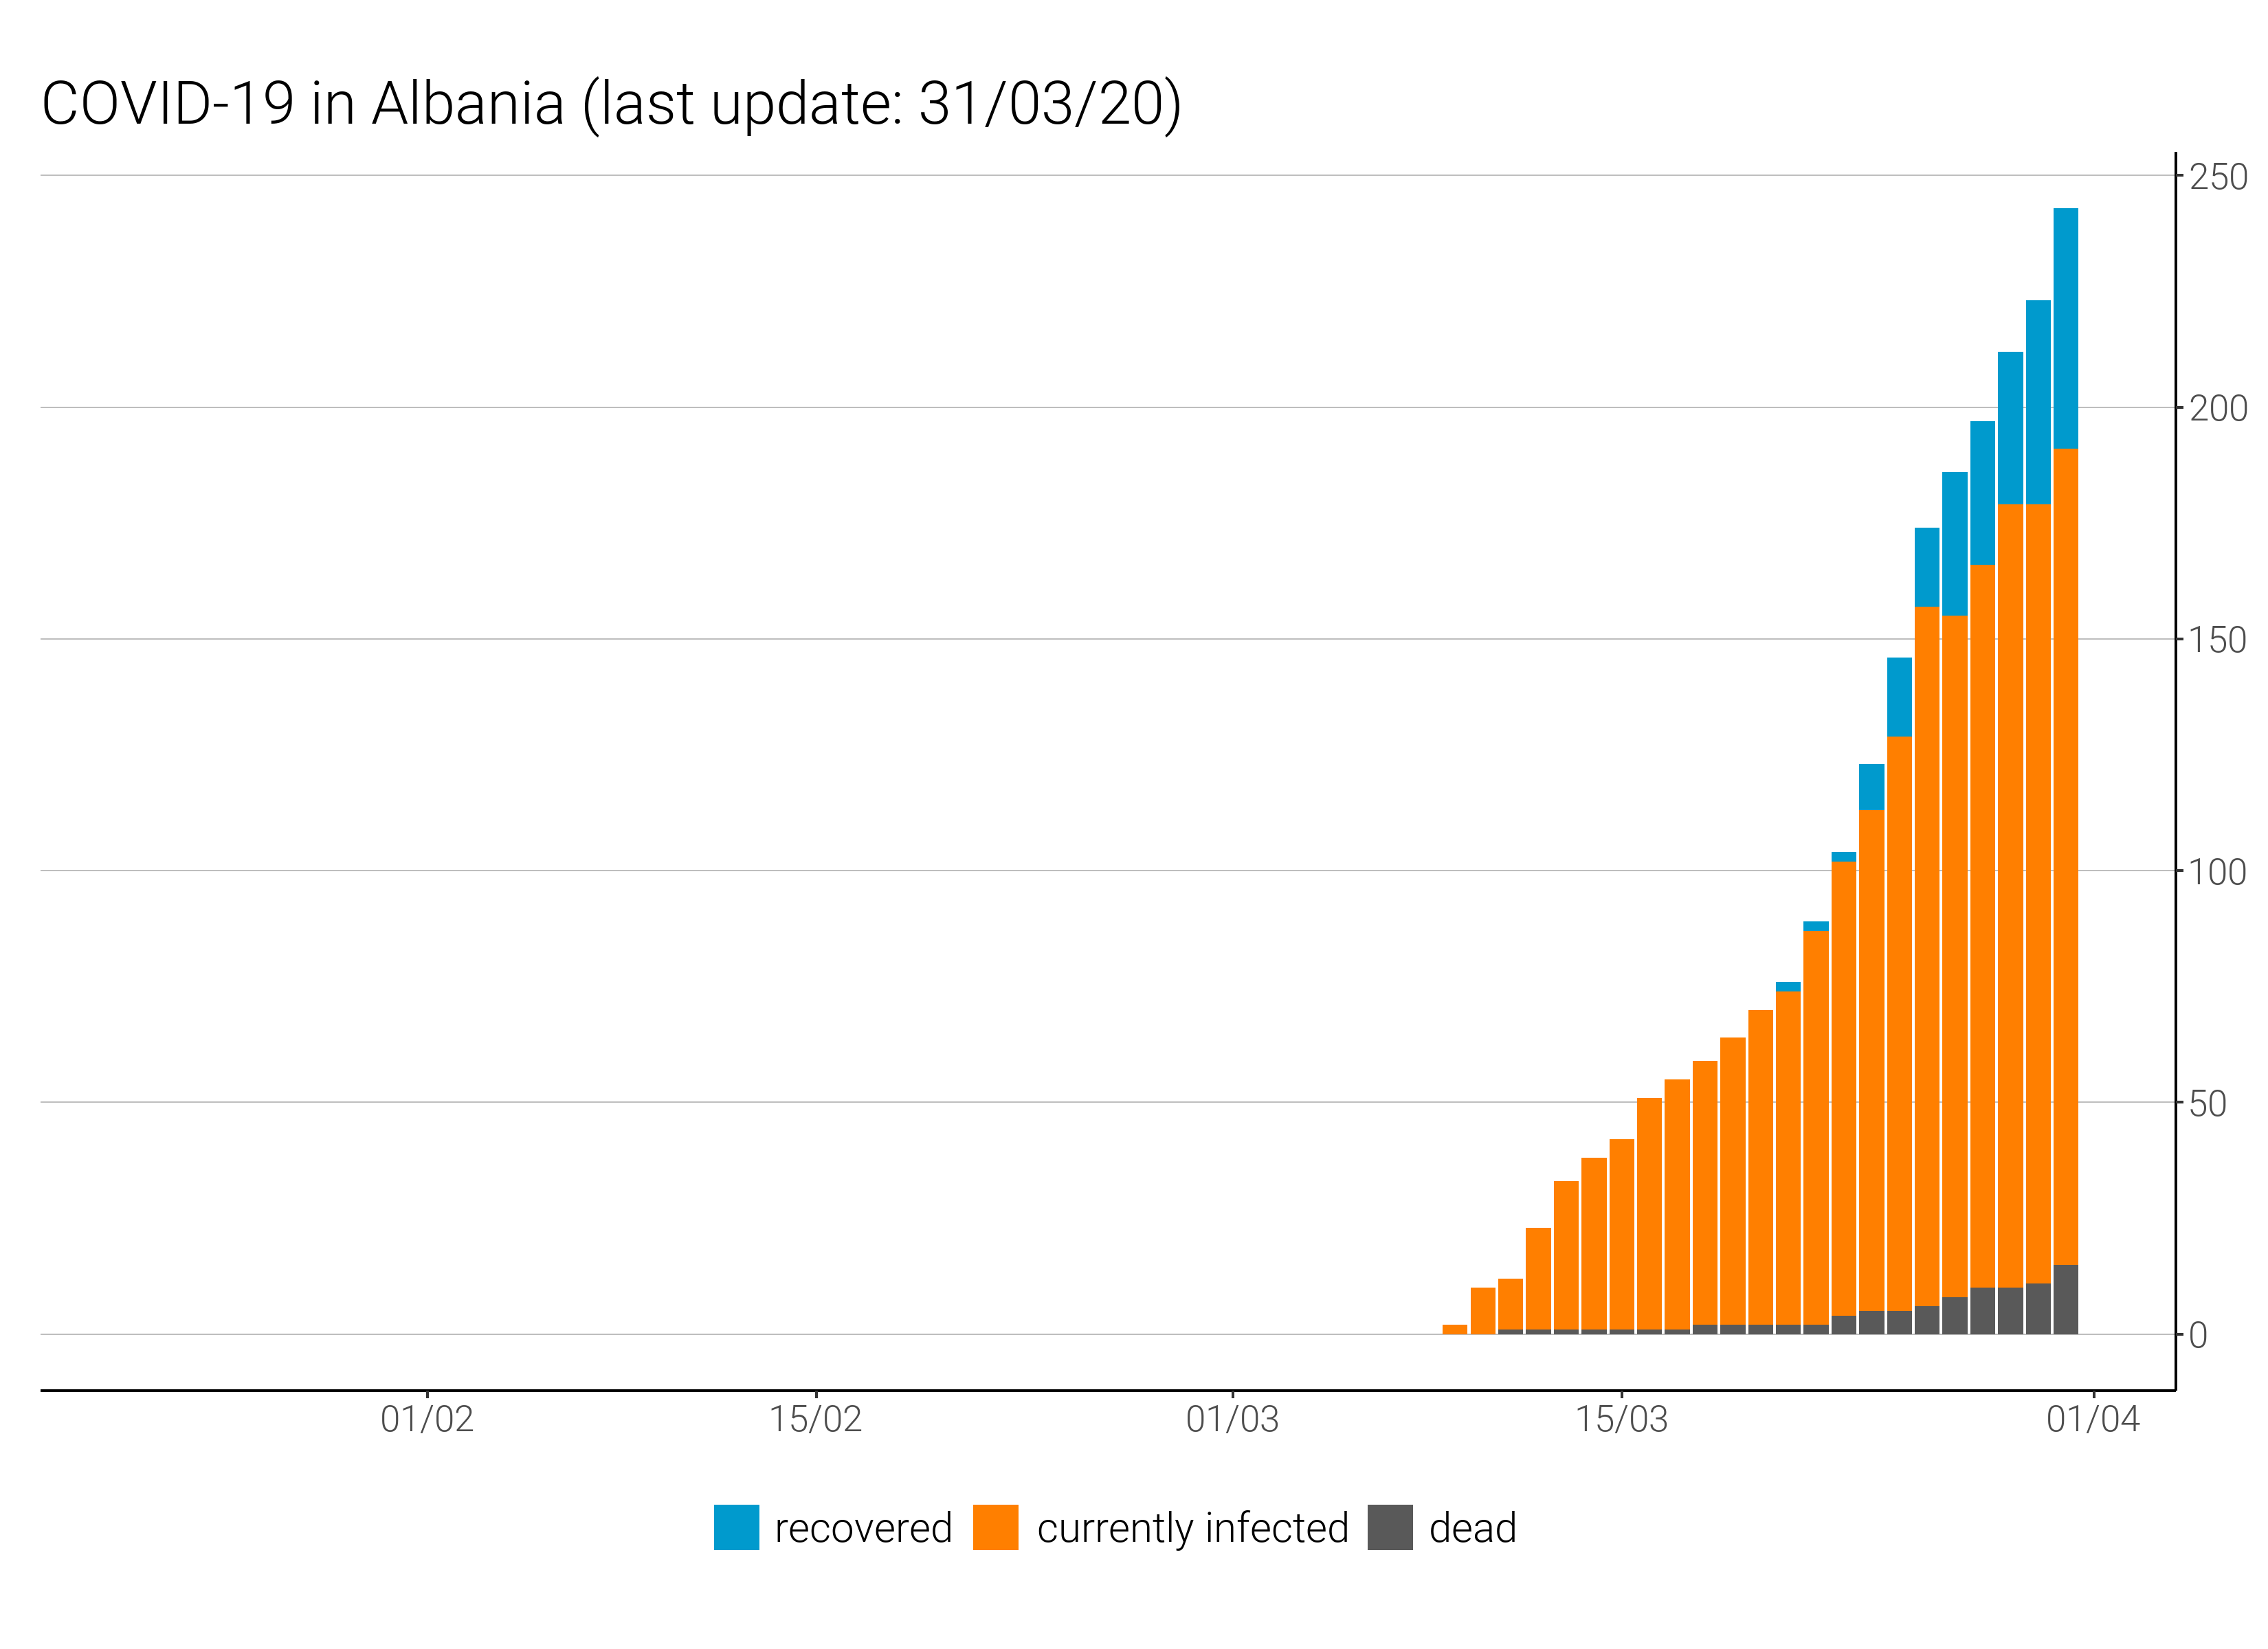 COVID-19 in Albania (last update: 31/03/20)
250
200
150
100
50
0
01/02 15/02 01/03 15/03 01/04
recovered currently infected dead